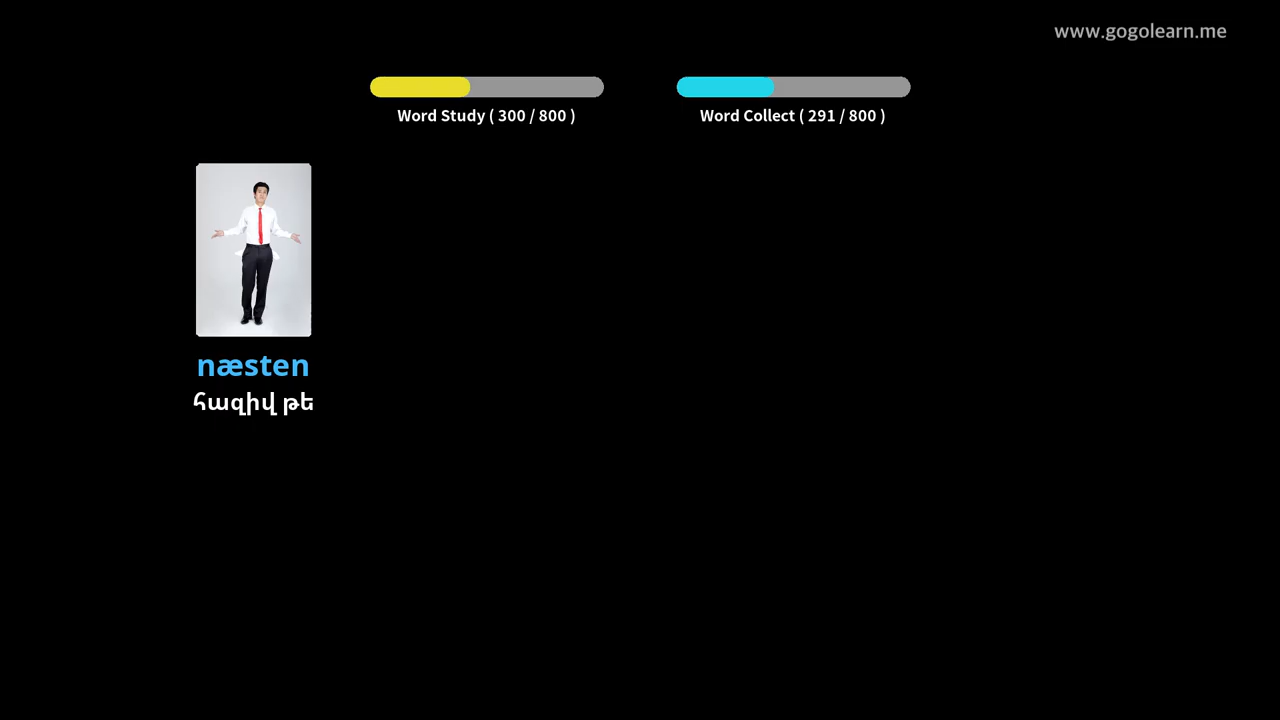 www.gogolearn.me
Word Study ( 300 / 800 )
Word Collect ( 291 / 800 )
næsten
հազիվ թե